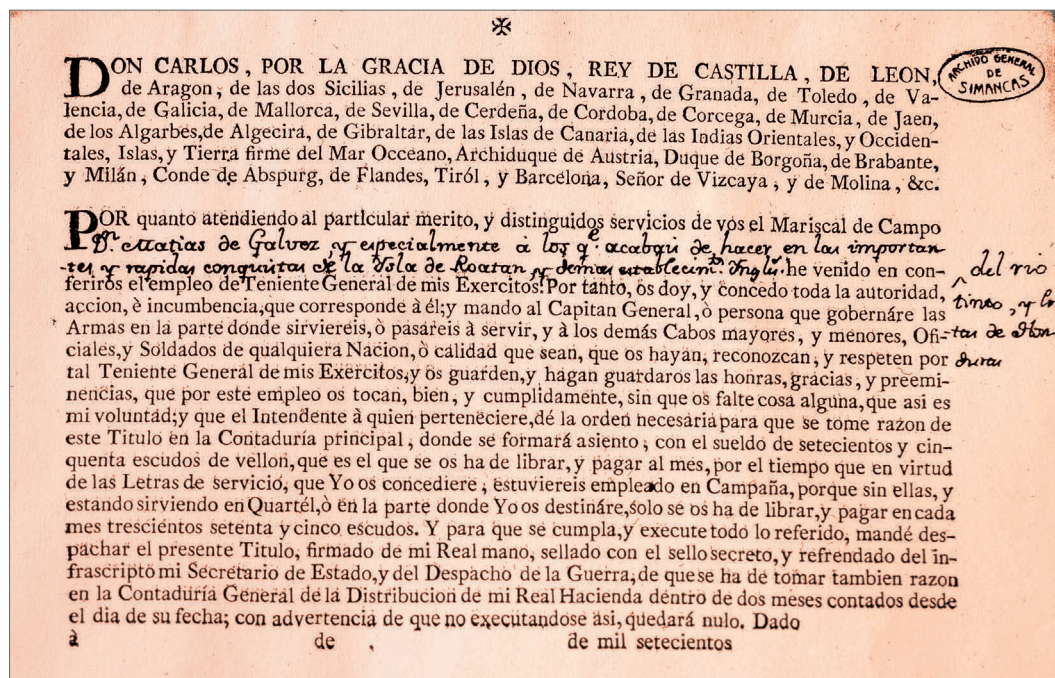 ✠
DON CARLOS, POR LA GRACIA DE DIOS, REY DE CASTILLA, DE LEON,
de Aragon, de las dos Sicilias, de Jerusalén, de Navarra, de Granada, de Toledo, de Va-
lencia, de Galicia, de Mallorca, de Sevilla, de Cerdeña, de Cordoba, de Corcega, de Murcia, de Jaen,
de los Algarbes, de Algecira, de Gibraltar, de las Islas de Canaria, de las Indias Orientales, y Occiden-
tales, Islas, y Tierra firme del Mar Occeano, Archiduque de Austria, Duque de Borgoña, de Brabante,
y Milán, Conde de Abspurg, de Flandes, Tiról, y Barcelona, Señor de Vizcaya, y de Molina, &c.
ARCHIVO GENERAL
DE
SIMANCAS
POR quanto atendiendo al particular merito, y distinguidos servicios de vos el Mariscal de Campo
Dn. Matias de Galvez y especialmente à los qe. acabais de hacer en las importan-
tes y rapidas conquistas de la Ysla de Roatan y demas establecimtos. Yngls. he venido en con-
feriros el empleo de Teniente General de mis Exercitos. Por tanto, os doy, y concedo toda la autoridad,
accion, è incumbencia, que corresponde à él; y mando al Capitan General, ò persona que gobernáre las
Armas en la parte donde sirviereis, ò pasáreis à servir, y à los demás Cabos mayores, y menores, Ofi-
ciales, y Soldados de qualquiera Nacion, ò calidad que sean, que os hayan, reconozcan, y respeten por
tal Teniente General de mis Exercitos, y os guarden, y hagan guardaros las honras, gracias, y preemi-
nencias, que por este empleo os tocan, bien, y cumplidamente, sin que os falte cosa alguna, que asi es
mi voluntad; y que el Intendente à quien perteneciere, dé la orden necesaria para que se tome razon de
este Titulo en la Contaduría principal, donde se formará asiento, con el sueldo de setecientos y cin-
quenta escudos de vellon, que es el que se os ha de librar, y pagar al mes, por el tiempo que en virtud
de las Letras de servicio, que Yo os concediere, estuviereis empleado en Campaña, porque sin ellas, y
estando sirviendo en Quartél, ò en la parte donde Yo os destináre, solo se os ha de librar, y pagar en cada
mes trescientos setenta y cinco escudos. Y para que se cumpla, y execute todo lo referido, mandé des-
pachar el presente Titulo, firmado de mi Real mano, sellado con el sello secreto, y refrendado del in-
frascripto mi Secretario de Estado, y del Despacho de la Guerra, de que se ha de tomar tambien razon
en la Contaduría General de la Distribucion de mi Real Hacienda dentro de dos meses contados desde
el dia de su fecha; con advertencia de que no executandose asi, quedará nulo. Dado
à de de mil setecientos
del rio
tinto, y Co
tas de Hon
duras